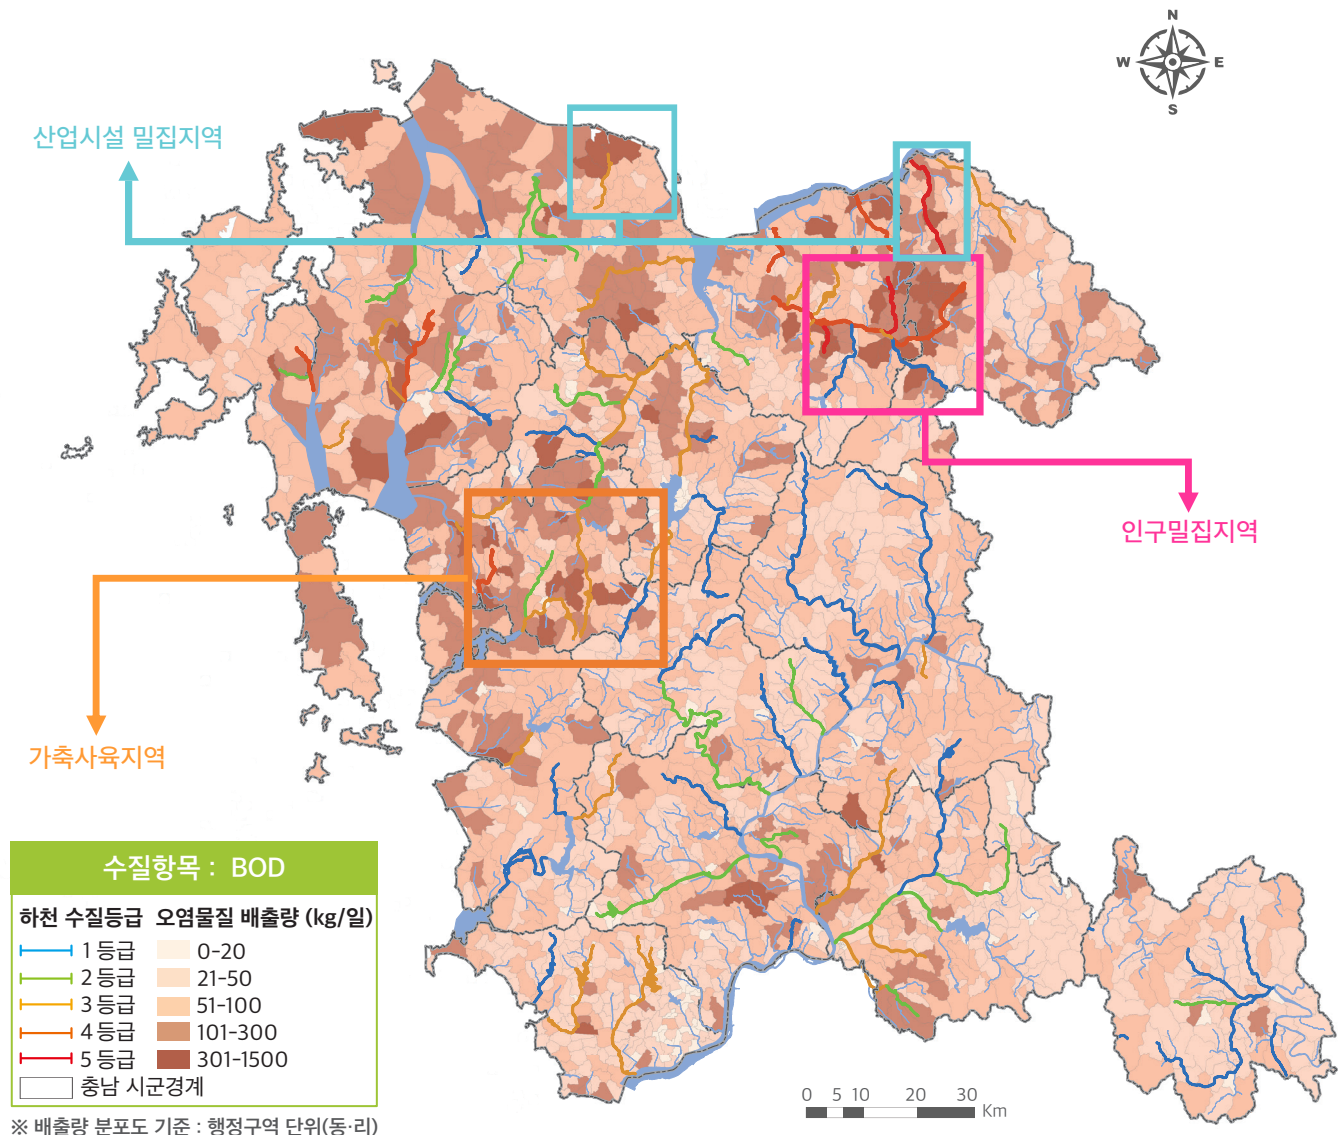 N
W
E
S
산업시설 밀집지역
인구밀집지역
가축사육지역
수질항목 : BOD
하천 수질등급 오염물질 배출량 (kg/일)
1 등급 0-20
2 등급 21-50
3 등급 51-100
4 등급 101-300
5 등급 301-1500
충남 시군경계
※ 배출량 분포도 기준 : 행정구역 단위(동·리)
0 5 10 20 30
Km